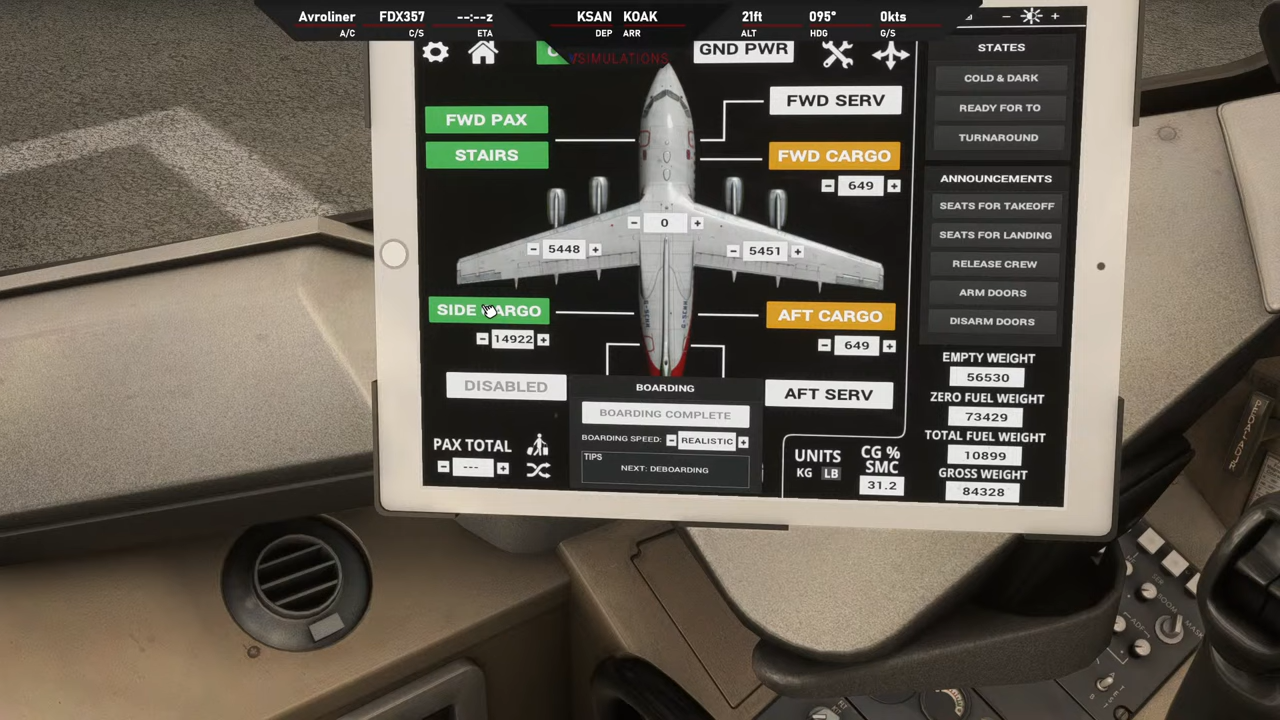 Avroliner FDX357 --:--z KSAN KOAK 21ft 095° 0kts
A/C C/S ETA DEP ARR ALT HDG G/S
VSIMULATIONS GND PWR
FWD PAX
STAIRS
FWD SERV
FWD CARGO
- 649 +
- 0 +
- 5448 +
- 5451 +
SIDE CARGO
- 14922 +
AFT CARGO
- 649 +
DISABLED
AFT SERV
BOARDING
BOARDING COMPLETE
BOARDING SPEED: - REALISTIC +
TIPS
NEXT: DEBOARDING
PAX TOTAL
- --- +
UNITS
KG LB
CG %
SMC
31.2
- +
STATES
COLD & DARK
READY FOR TO
TURNAROUND
ANNOUNCEMENTS
SEATS FOR TAKEOFF
SEATS FOR LANDING
RELEASE CREW
ARM DOORS
DISARM DOORS
EMPTY WEIGHT
56530
ZERO FUEL WEIGHT
73429
TOTAL FUEL WEIGHT
10899
GROSS WEIGHT
84328